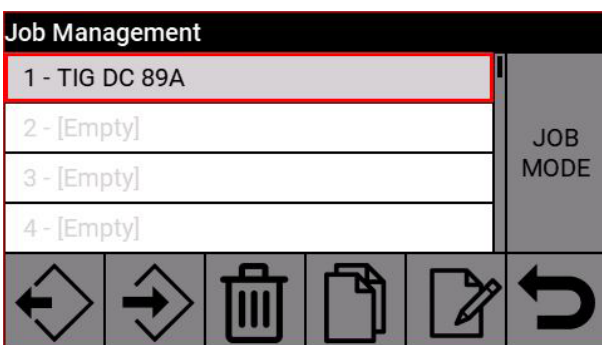 Job Management
1 - TIG DC 89A
2 - [Empty]
3 - [Empty]
4 - [Empty]
JOB
MODE